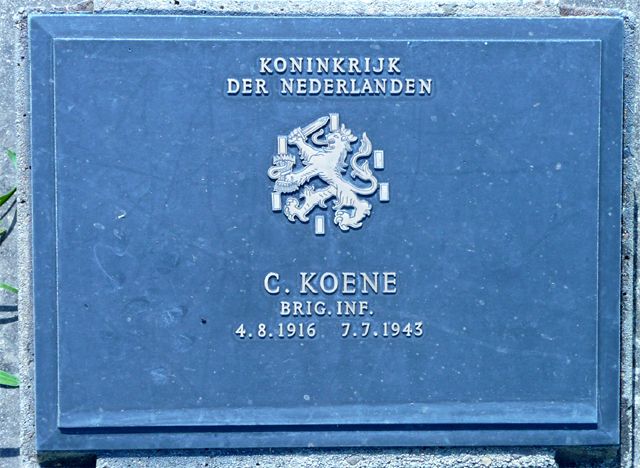 KONINKRIJK
DER NEDERLANDEN
C. KOENE
BRIG. INF.
4.8.1916 7.7.1943